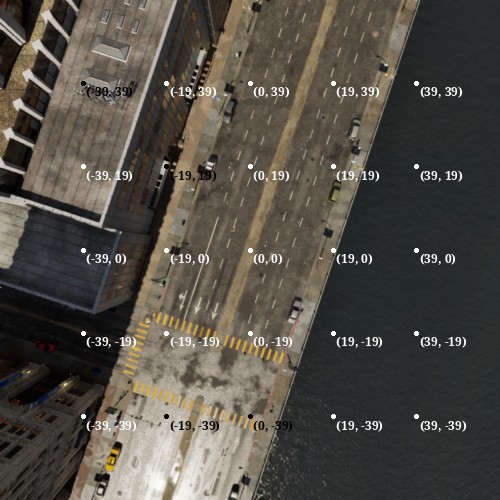 (-39, 39) (-19, 39) (0, 39) (19, 39) (39, 39)
(-39, 19) (-19, 19) (0, 19) (19, 19) (39, 19)
(-39, 0) (-19, 0) (0, 0) (19, 0) (39, 0)
(-39, -19) (-19, -19) (0, -19) (19, -19) (39, -19)
(-39, -39) (-19, -39) (0, -39) (19, -39) (39, -39)